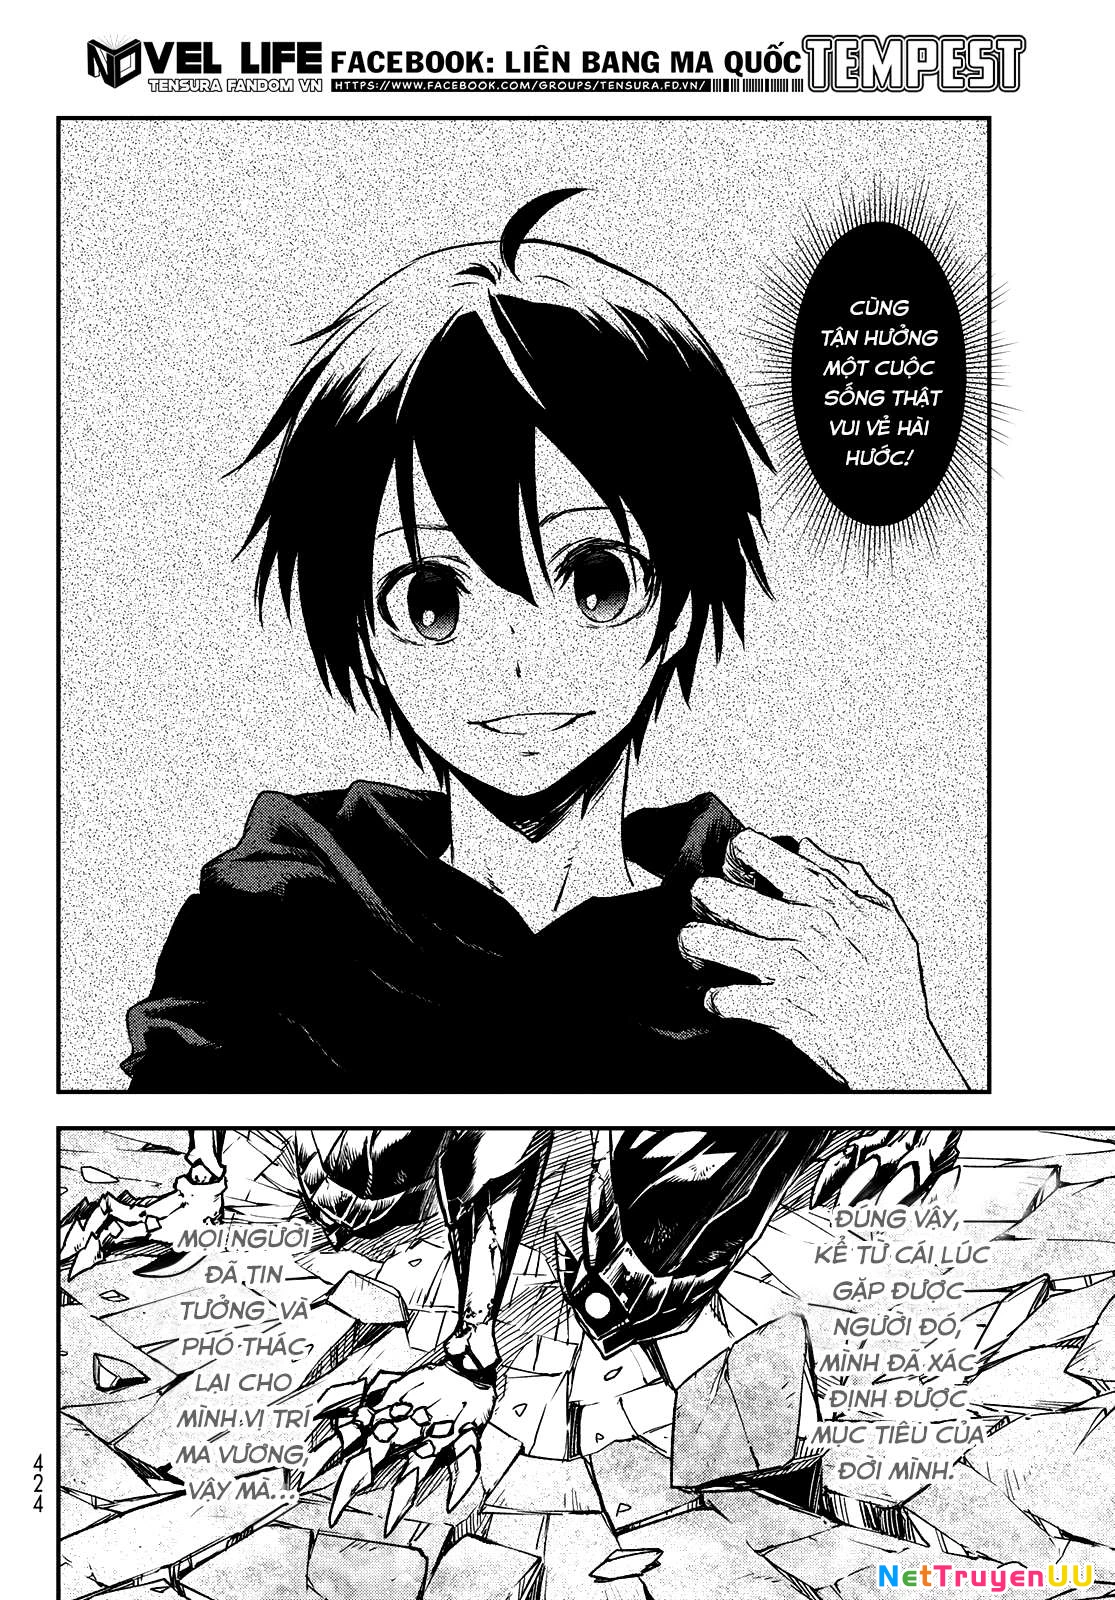 NOVEL LIFE
TENSURA FANDOM VN
FACEBOOK: LIÊN BANG MA QUỐC
HTTPS://WWW.FACEBOOK.COM/GROUPS/TENSURA.FD.VN/
TEMPEST
CÙNG
TẬN HƯỞNG
MỘT CUỘC
SỐNG THẬT
VUI VẺ HÀI
HƯỚC!
ĐÚNG VẬY,
KỂ TỪ CÁI LÚC
GẶP ĐƯỢC
NGƯỜI ĐÓ,
MÌNH ĐÃ XÁC
ĐỊNH ĐƯỢC
MỤC TIÊU CỦA
ĐỜI MÌNH.
MỌI NGƯỜI
ĐÃ TIN
TƯỞNG VÀ
PHÓ THÁC
LẠI CHO
MÌNH VỊ TRÍ
MA VƯƠNG,
VẬY MÀ...
424
NetTruyenUU